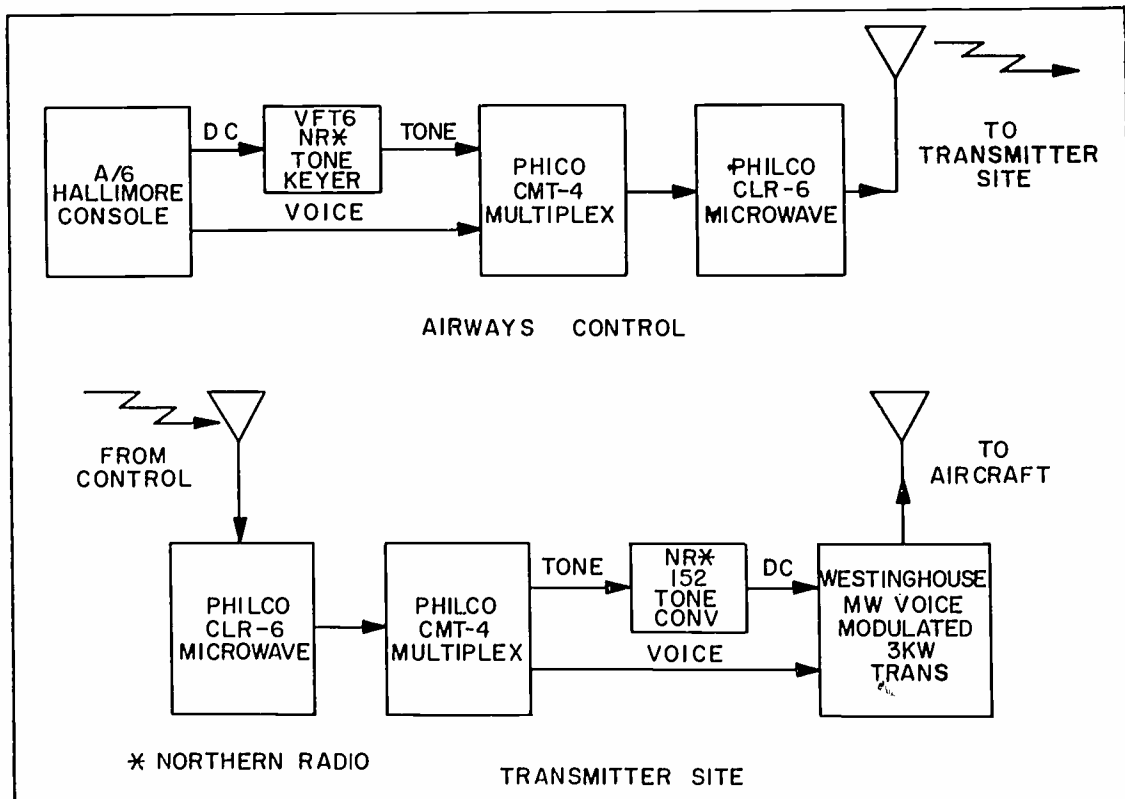 A/6
HALLIMORE
CONSOLE
DC
VFT6
NR*
TONE
KEYER
TONE
VOICE
PHICO
CMT-4
MULTIPLEX
PHILCO
CLR-6
MICROWAVE
TO
TRANSMITTER
SITE
AIRWAYS CONTROL
FROM
CONTROL
PHILCO
CLR-6
MICROWAVE
PHILCO
CMT-4
MULTIPLEX
TONE
NR*
152
TONE
CONV
DC
VOICE
WESTINGHOUSE
MW VOICE
MODULATED
3KW
TRANS
TO
AIRCRAFT
* NORTHERN RADIO
TRANSMITTER SITE